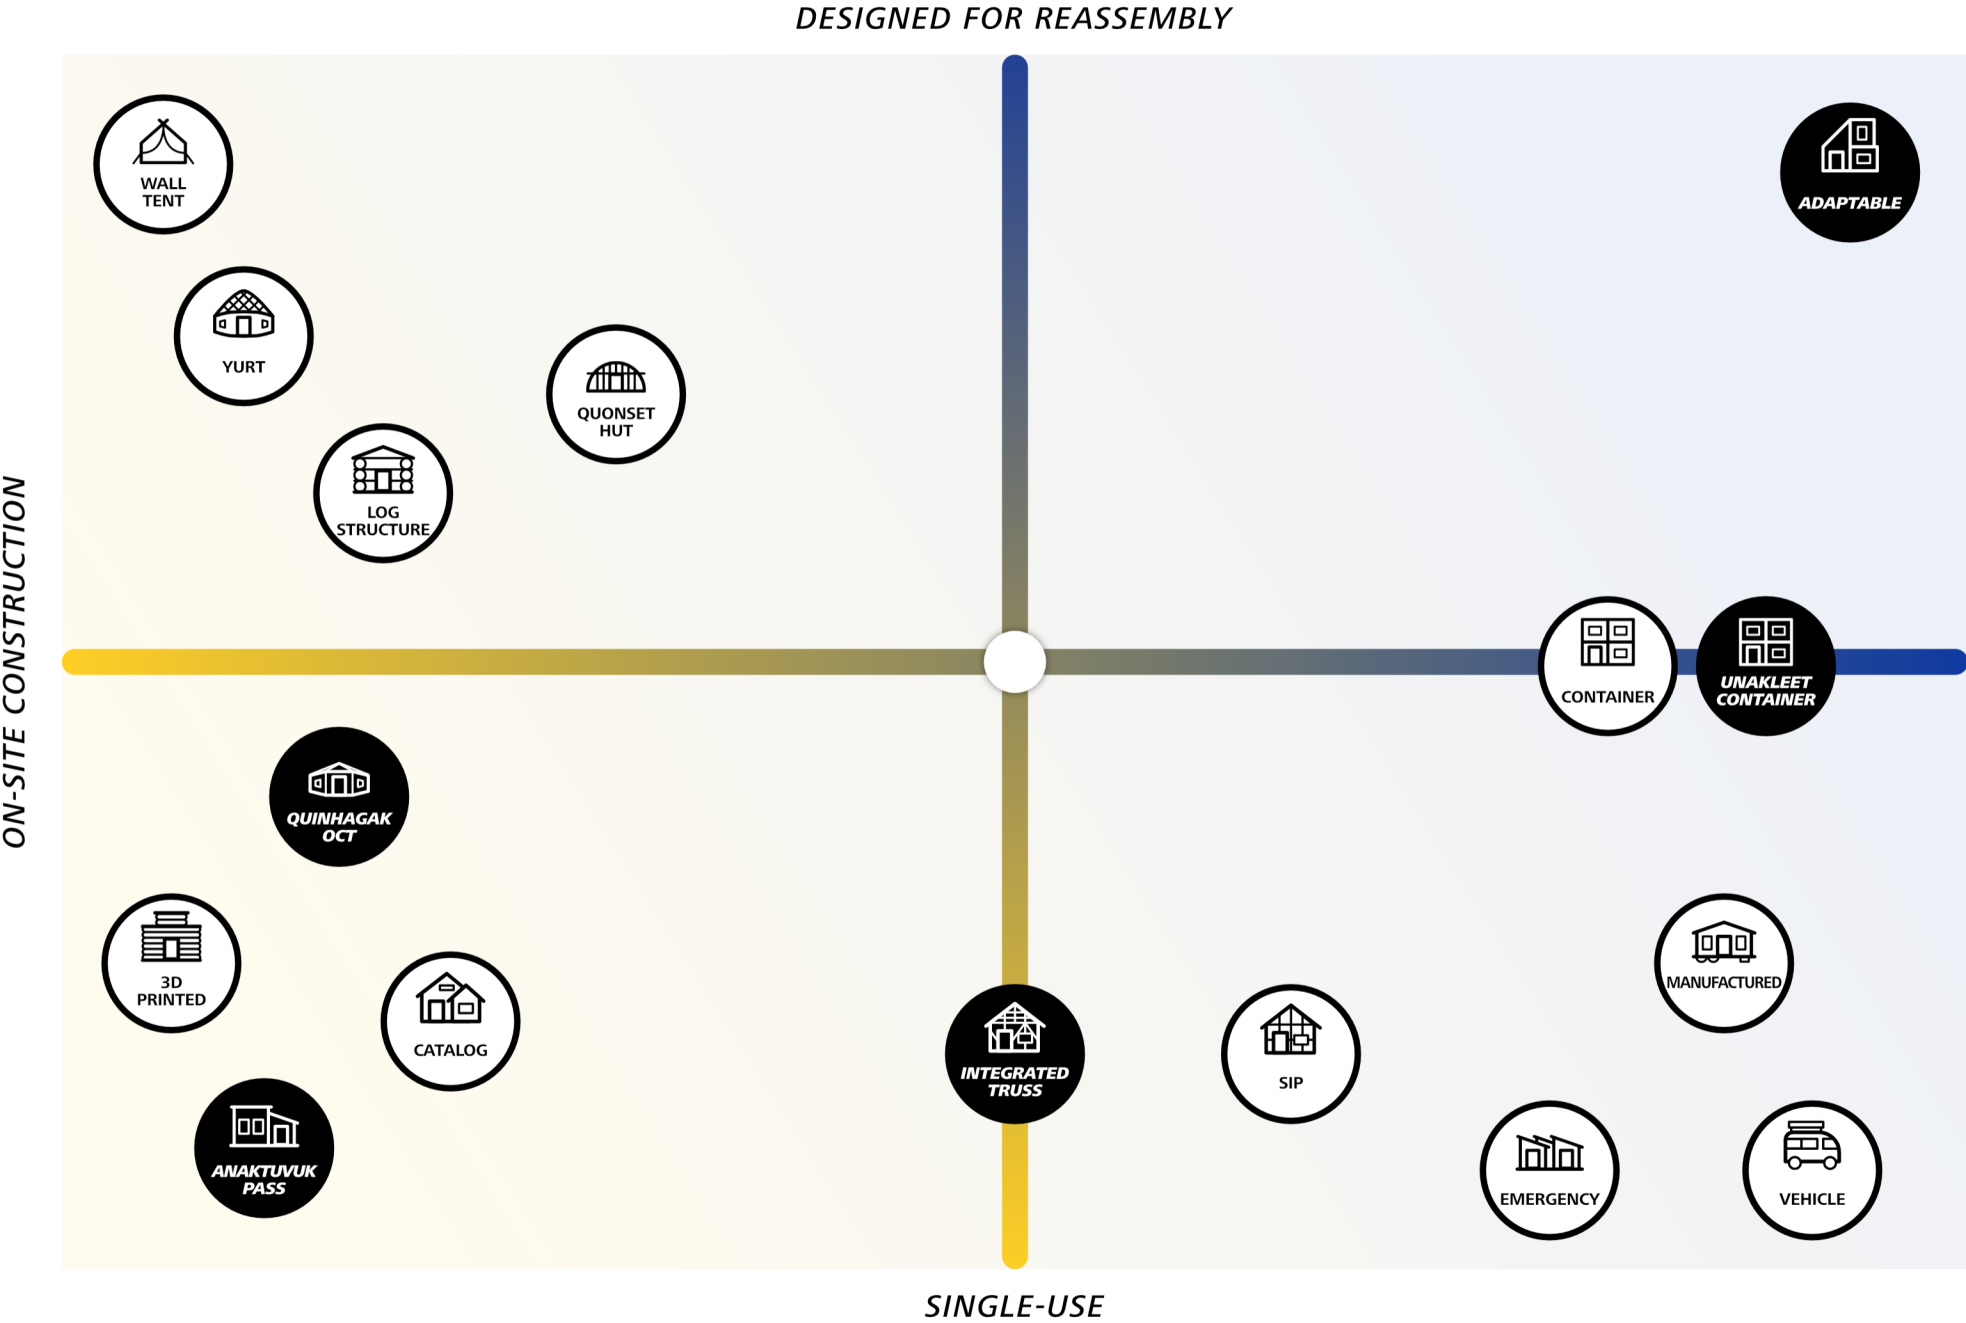 DESIGNED FOR REASSEMBLY
WALL
TENT
ADAPTABLE
YURT
QUONSET
HUT
LOG
STRUCTURE
ON-SITE CONSTRUCTION
CONTAINER
UNAKLEET
CONTAINER
QUINHAGAK
OCT
3D
PRINTED
MANUFACTURED
CATALOG
INTEGRATED
TRUSS
SIP
ANAKTUVUK
PASS
EMERGENCY
VEHICLE
SINGLE-USE